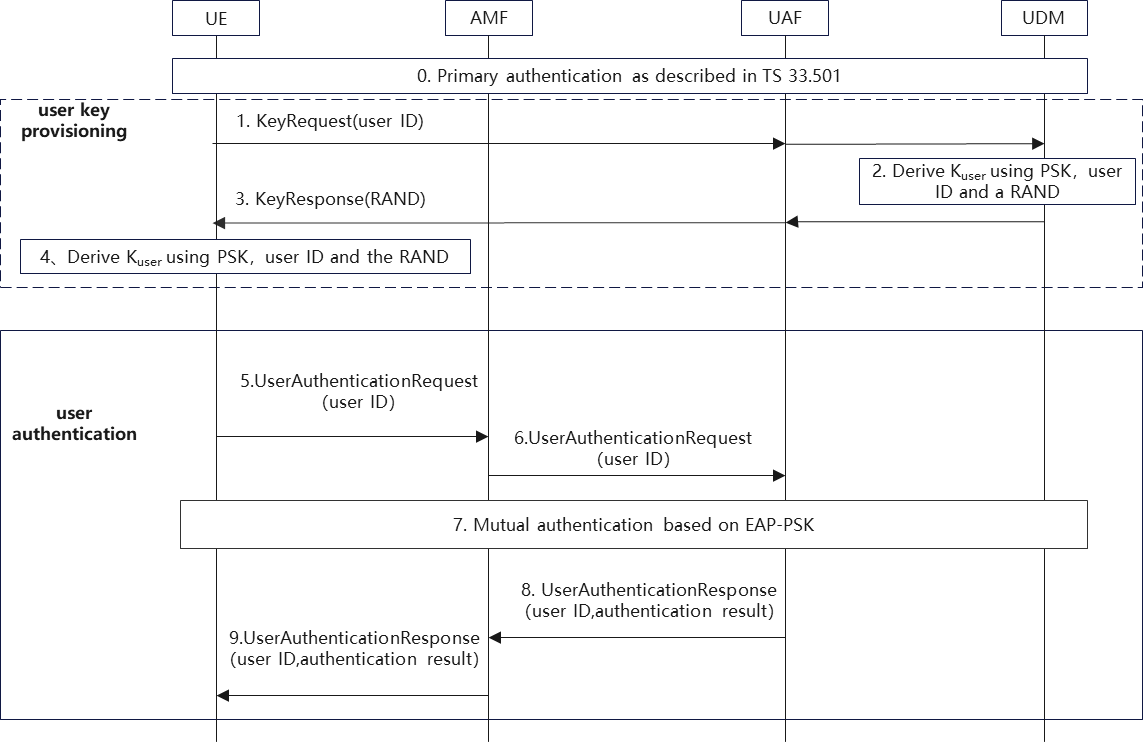 UE
AMF
UAF
UDM
0. Primary authentication as described in TS 33.501
user key
provisioning
1. KeyRequest(user ID)
2. Derive Kuser using PSK，user
ID and a RAND
3. KeyResponse(RAND)
4、Derive Kuser using PSK，user ID and the RAND
5.UserAuthenticationRequest
(user ID)
user
authentication
6.UserAuthenticationRequest
(user ID)
7. Mutual authentication based on EAP-PSK
8. UserAuthenticationResponse
(user ID,authentication result)
9.UserAuthenticationResponse
(user ID,authentication result)